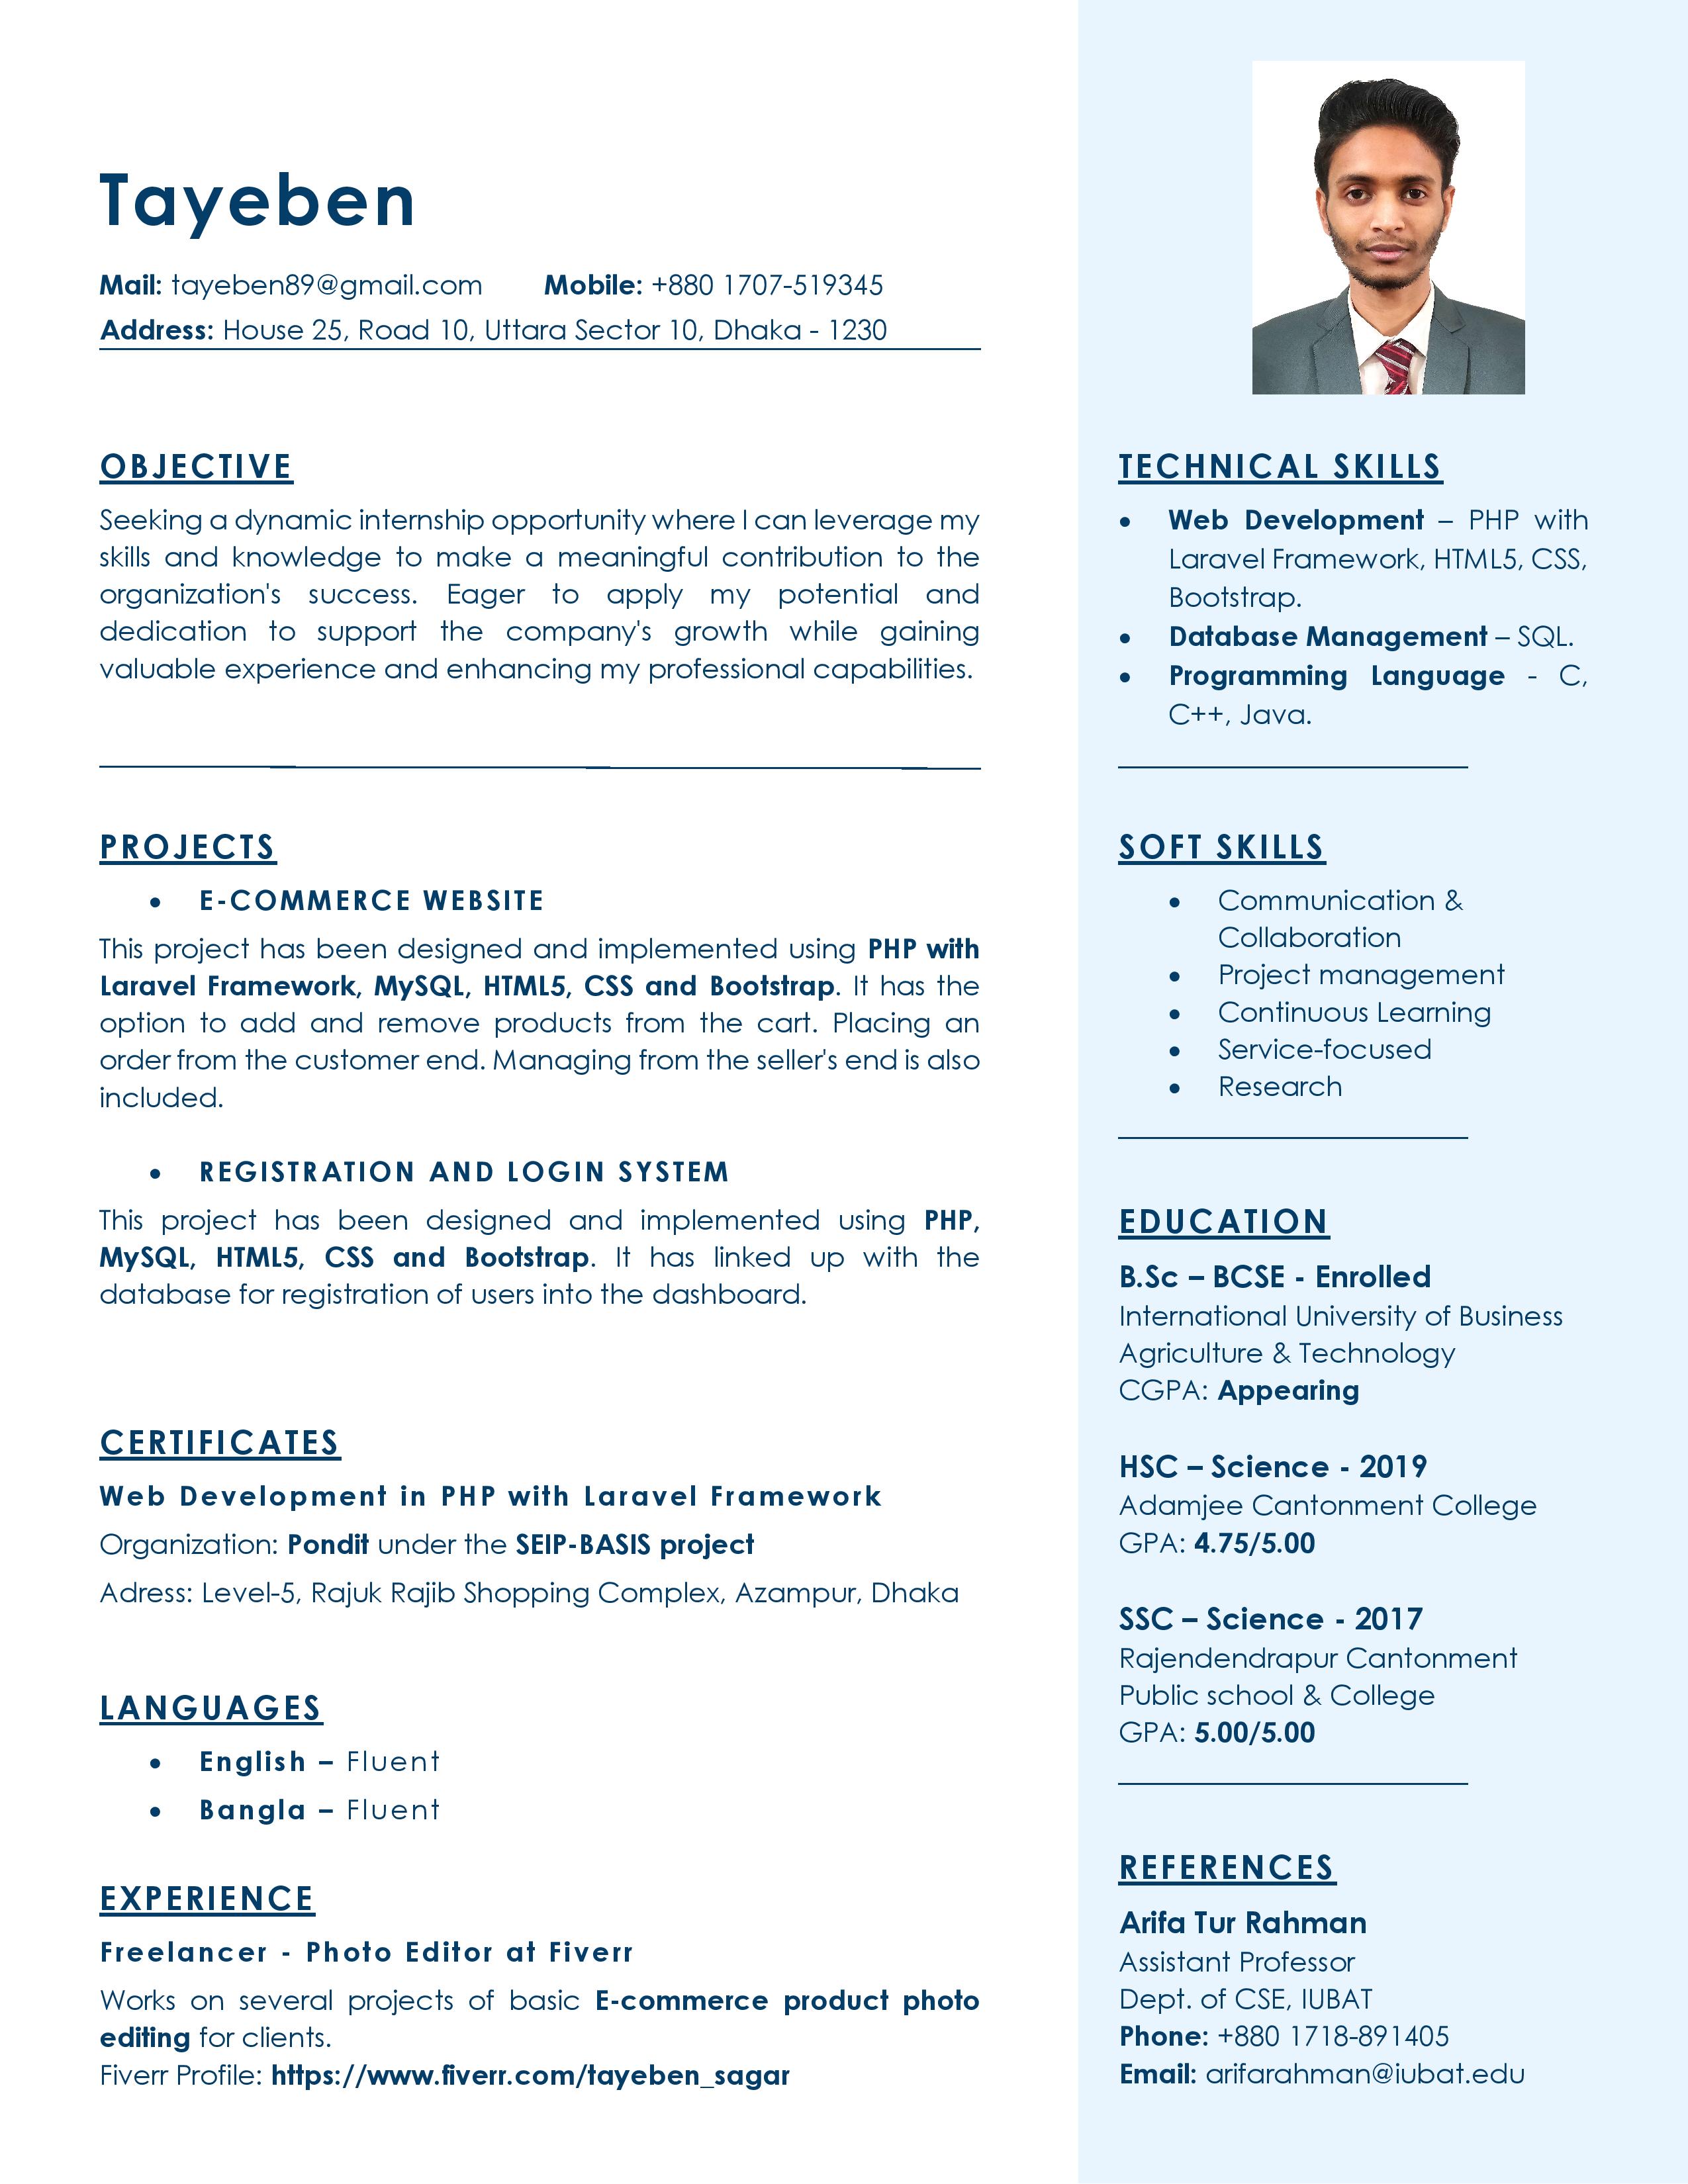 Tayeben
Mail: tayeben89@gmail.com Mobile: +880 1707-519345
Address: House 25, Road 10, Uttara Sector 10, Dhaka - 1230
OBJECTIVE
Seeking a dynamic internship opportunity where I can leverage my
skills and knowledge to make a meaningful contribution to the
organization's success. Eager to apply my potential and
dedication to support the company's growth while gaining
valuable experience and enhancing my professional capabilities.
PROJECTS
• E-COMMERCE WEBSITE
This project has been designed and implemented using PHP with
Laravel Framework, MySQL, HTML5, CSS and Bootstrap. It has the
option to add and remove products from the cart. Placing an
order from the customer end. Managing from the seller's end is also
included.
• REGISTRATION AND LOGIN SYSTEM
This project has been designed and implemented using PHP,
MySQL, HTML5, CSS and Bootstrap. It has linked up with the
database for registration of users into the dashboard.
CERTIFICATES
Web Development in PHP with Laravel Framework
Organization: Pondit under the SEIP-BASIS project
Adress: Level-5, Rajuk Rajib Shopping Complex, Azampur, Dhaka
LANGUAGES
• English – Fluent
• Bangla – Fluent
EXPERIENCE
Freelancer - Photo Editor at Fiverr
Works on several projects of basic E-commerce product photo
editing for clients.
Fiverr Profile: https://www.fiverr.com/tayeben_sagar
TECHNICAL SKILLS
• Web Development – PHP with
Laravel Framework, HTML5, CSS,
Bootstrap.
• Database Management – SQL.
• Programming Language - C,
C++, Java.
SOFT SKILLS
• Communication &
Collaboration
• Project management
• Continuous Learning
• Service-focused
• Research
EDUCATION
B.Sc – BCSE - Enrolled
International University of Business
Agriculture & Technology
CGPA: Appearing
HSC – Science - 2019
Adamjee Cantonment College
GPA: 4.75/5.00
SSC – Science - 2017
Rajendendrapur Cantonment
Public school & College
GPA: 5.00/5.00
REFERENCES
Arifa Tur Rahman
Assistant Professor
Dept. of CSE, IUBAT
Phone: +880 1718-891405
Email: arifarahman@iubat.edu